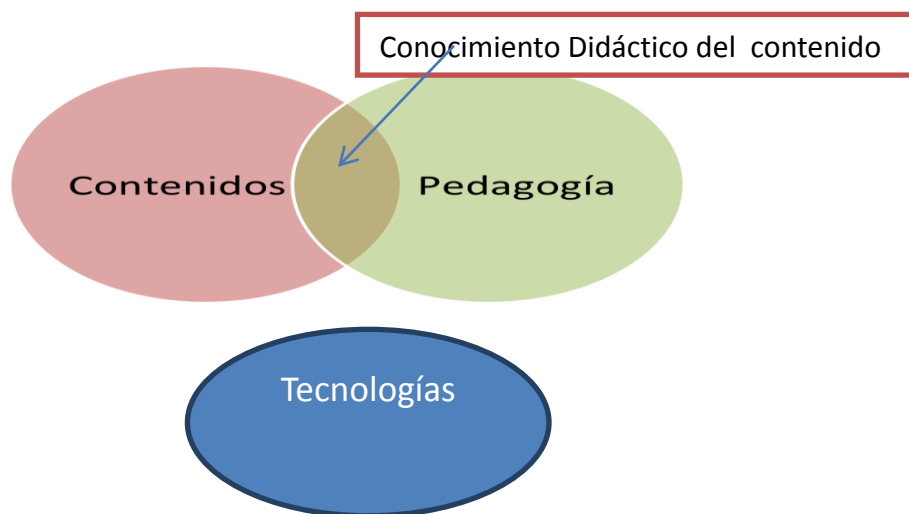 Conocimiento Didáctico del contenido
Contenidos
Pedagogía
Tecnologías